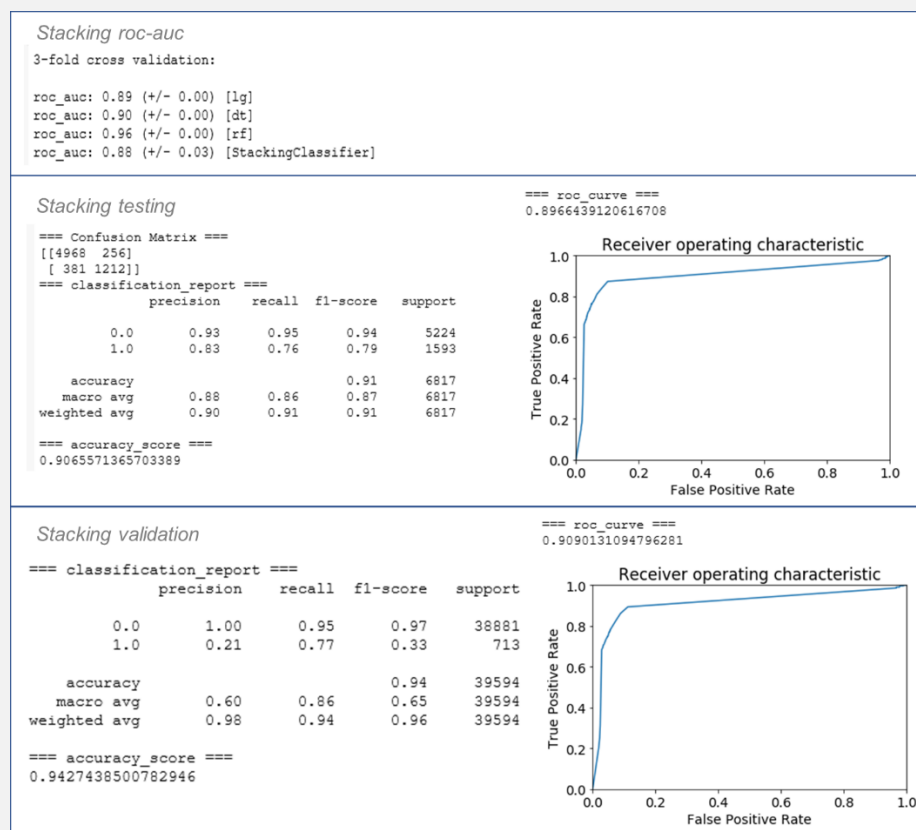 Stacking roc-auc
3-fold cross validation:
roc_auc: 0.89 (+/- 0.00) [lg]
roc_auc: 0.90 (+/- 0.00) [dt]
roc_auc: 0.96 (+/- 0.00) [rf]
roc_auc: 0.88 (+/- 0.03) [StackingClassifier]
Stacking testing
=== Confusion Matrix ===
[[4968 256]
[ 381 1212]]
=== classification_report ===
precision recall f1-score support
0.0 0.93 0.95 0.94 5224
1.0 0.83 0.76 0.79 1593
accuracy 0.91 6817
macro avg 0.88 0.86 0.87 6817
weighted avg 0.90 0.91 0.91 6817
=== accuracy_score ===
0.9065571365703389
=== roc_curve ===
0.8966439120616708
Receiver operating characteristic
1.0
0.8
0.6
0.4
0.2
0.0
True Positive Rate
0.0 0.2 0.4 0.6 0.8 1.0
False Positive Rate
Stacking validation
=== classification_report ===
precision recall f1-score support
0.0 1.00 0.95 0.97 38881
1.0 0.21 0.77 0.33 713
accuracy 0.94 39594
macro avg 0.60 0.86 0.65 39594
weighted avg 0.98 0.94 0.96 39594
=== accuracy_score ===
0.9427438500782946
=== roc_curve ===
0.9090131094796281
Receiver operating characteristic
1.0
0.8
0.6
0.4
0.2
0.0
True Positive Rate
0.0 0.2 0.4 0.6 0.8 1.0
False Positive Rate